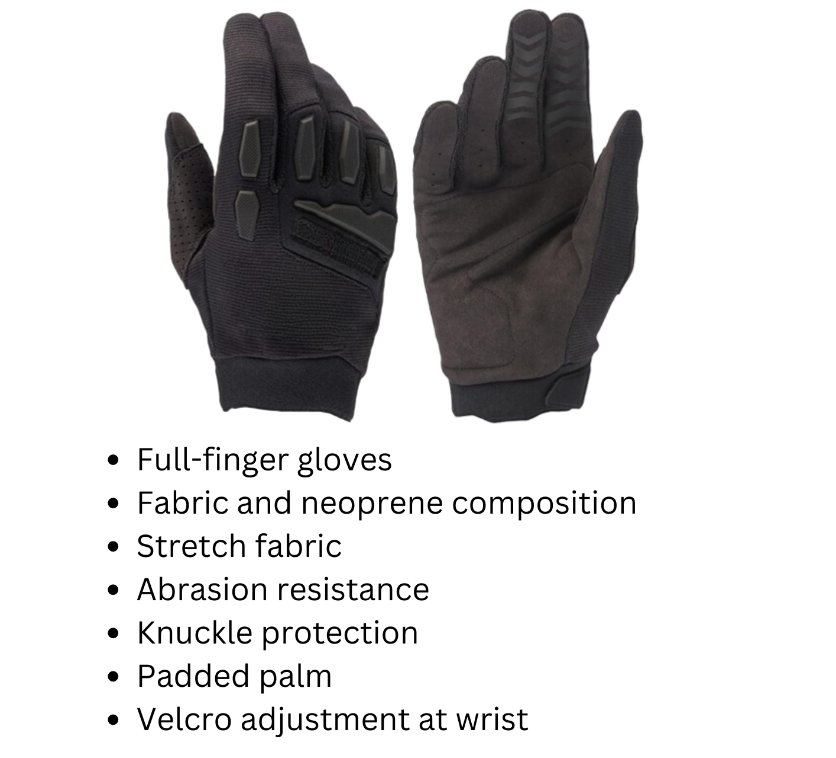 Full-finger gloves
Fabric and neoprene composition
Stretch fabric
Abrasion resistance
Knuckle protection
Padded palm
Velcro adjustment at wrist